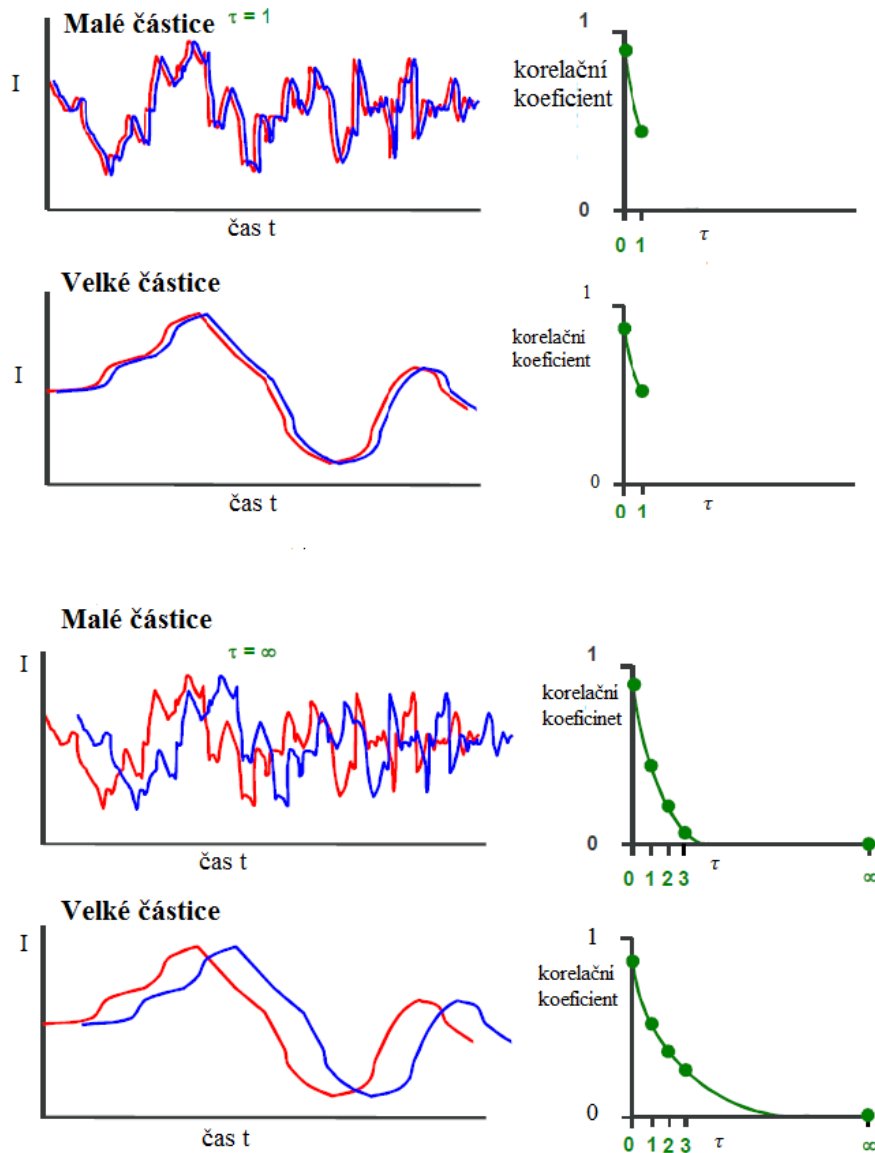 Malé částice τ = 1
I
čas t
1
korelační
koeficient
0
0 1 τ
Velké částice
I
čas t
1
korelační
koeficient
0
0 1 τ
Malé částice
τ = ∞
I
čas t
1
korelační
koeficinet
0
0 1 2 3 τ ∞
Velké částice
I
čas t
1
korelační
koeficient
0
0 1 2 3 τ ∞